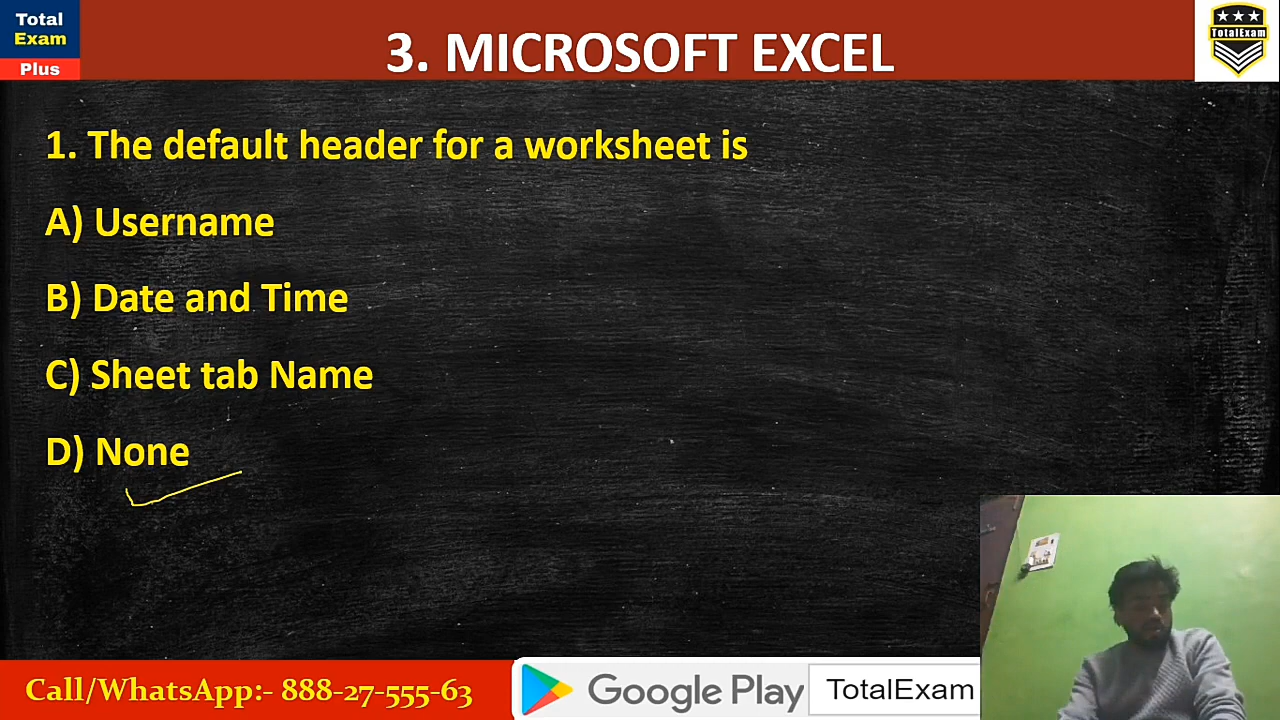 Total
Exam
Plus
3. MICROSOFT EXCEL
TotalExam
1. The default header for a worksheet is
A) Username
B) Date and Time
C) Sheet tab Name
D) None
Call/WhatsApp:- 888-27-555-63
Google Play
TotalExam